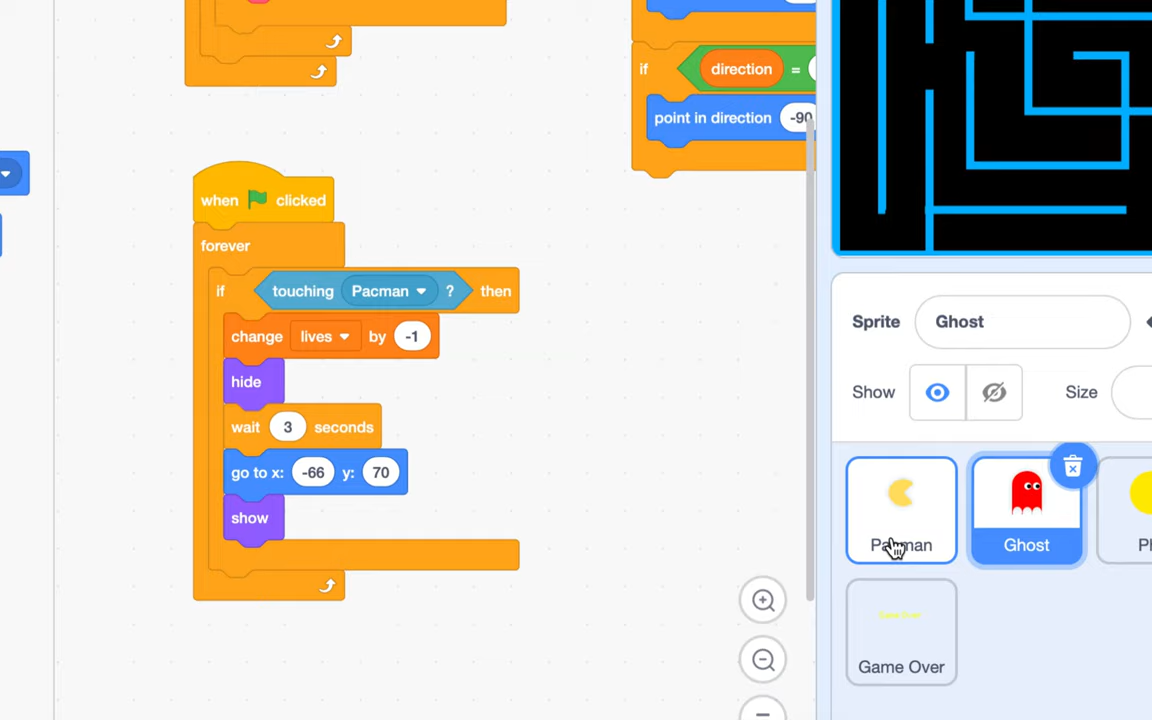 if direction =
point in direction -90
when clicked
forever
if touching Pacman ? then
change lives by -1
hide
wait 3 seconds
go to x: -66 y: 70
show
Sprite Ghost
Show Size
Pacman Ghost
Game Over